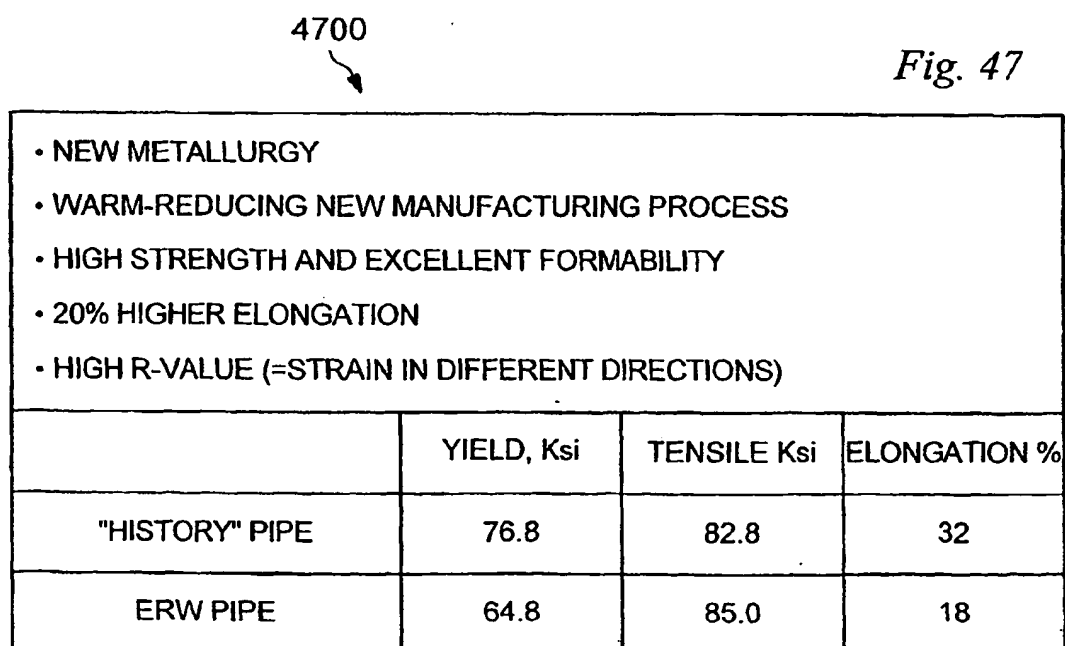 4700
Fig. 47
• NEW METALLURGY
• WARM-REDUCING NEW MANUFACTURING PROCESS
• HIGH STRENGTH AND EXCELLENT FORMABILITY
• 20% HIGHER ELONGATION
• HIGH R-VALUE (=STRAIN IN DIFFERENT DIRECTIONS)
YIELD, Ksi TENSILE Ksi ELONGATION %
"HISTORY" PIPE 76.8 82.8 32
ERW PIPE 64.8 85.0 18